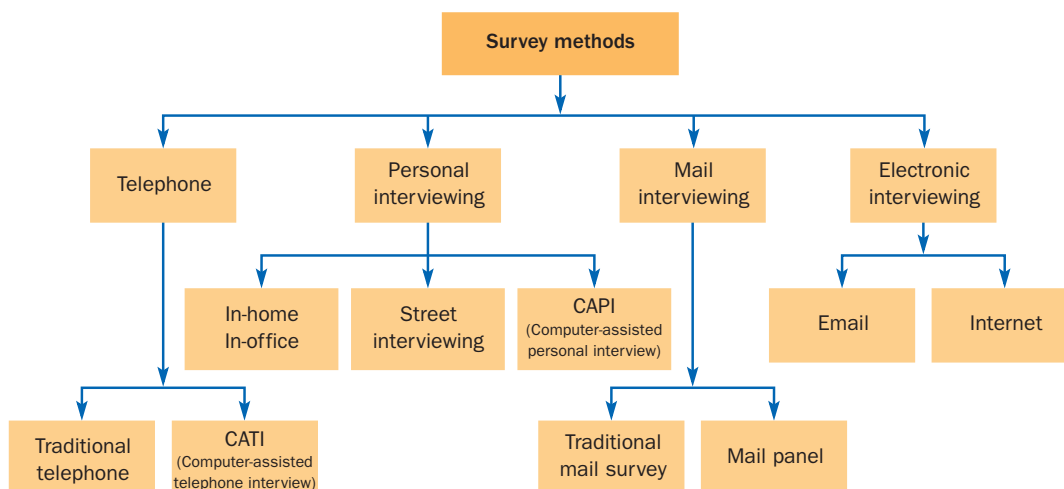 Survey methods
Telephone
Personal
interviewing
Mail
interviewing
Electronic
interviewing
In-home
In-office
Street
interviewing
CAPI
(Computer-assisted
personal interview)
Email
Internet
Traditional
telephone
CATI
(Computer-assisted
telephone interview)
Traditional
mail survey
Mail panel